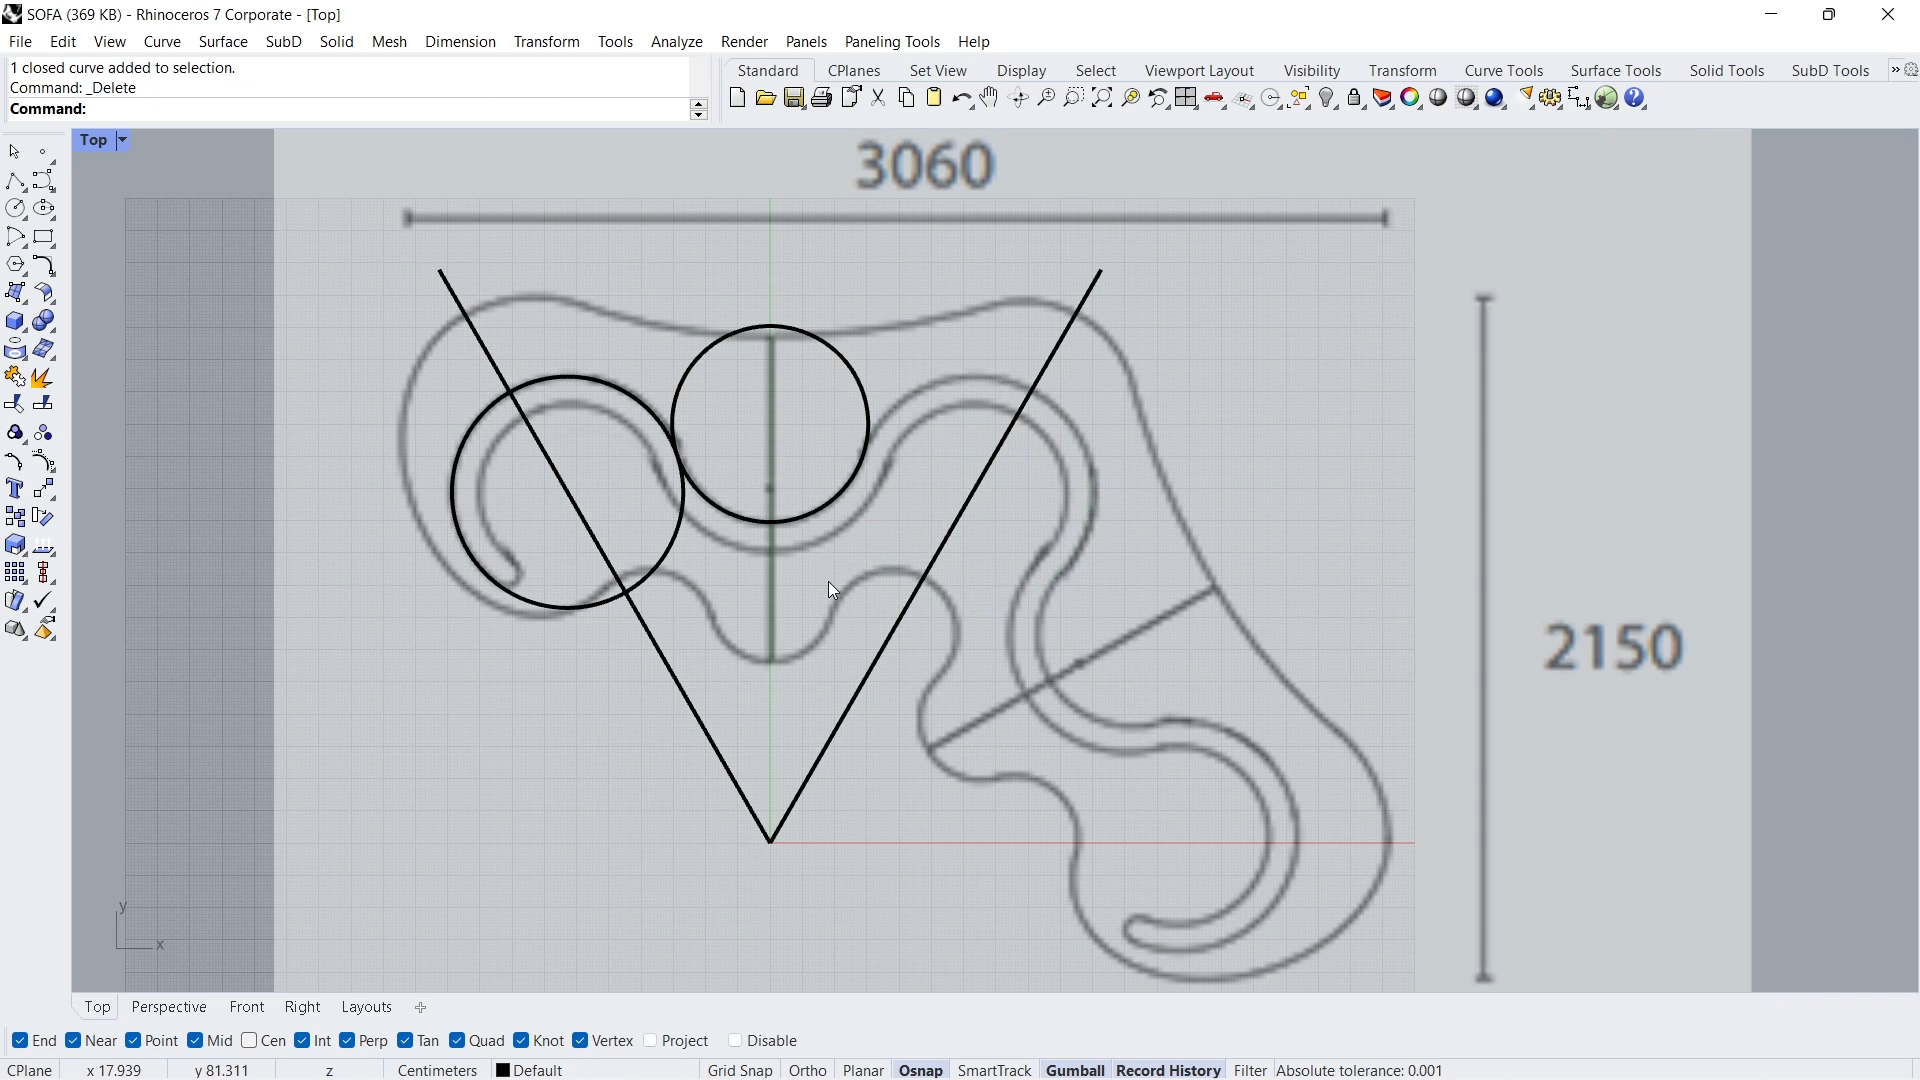 SOFA (369 KB) - Rhinoceros 7 Corporate - [Top]
File Edit View Curve Surface SubD Solid Mesh Dimension Transform Tools Analyze Render Panels Paneling Tools Help
1 closed curve added to selection.
Command: _Delete
Command:
Standard CPlanes Set View Display Select Viewport Layout Visibility Transform Curve Tools Surface Tools Solid Tools SubD Tools »
Top
3060
2150
y
x
Top Perspective Front Right Layouts
End Near Point Mid Cen Int Perp Tan Quad Knot Vertex Project Disable
CPlane x 17.939 y 81.311 z Centimeters Default Grid Snap Ortho Planar Osnap SmartTrack Gumball Record History Filter Absolute tolerance: 0.001